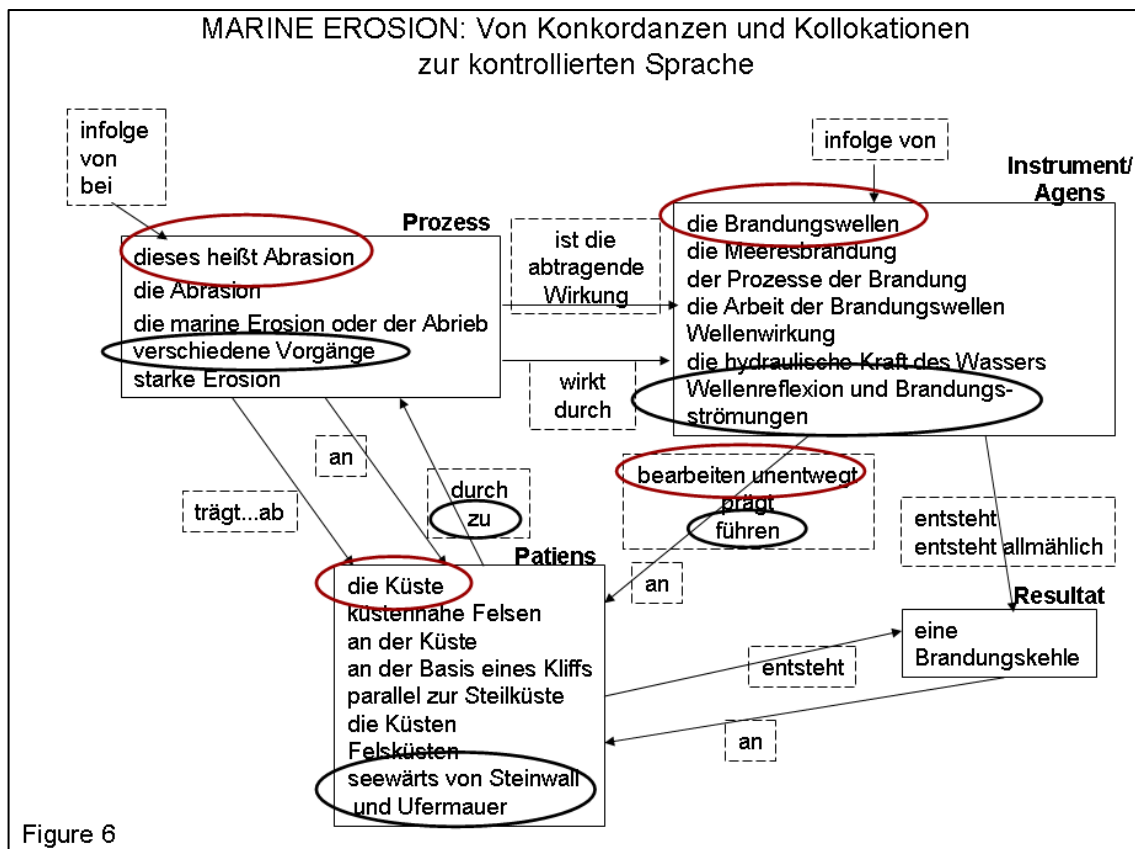 MARINE EROSION: Von Konkordanzen und Kollokationen
zur kontrollierten Sprache
infolge
von
bei
infolge von
Instrument/
Agens
Prozess
dieses heißt Abrasion
die Abrasion
die marine Erosion oder der Abrieb
verschiedene Vorgänge
starke Erosion
ist die
abtragende
Wirkung
wirkt
durch
die Brandungswellen
die Meeresbrandung
der Prozesse der Brandung
die Arbeit der Brandungswellen
Wellenwirkung
die hydraulische Kraft des Wassers
Wellenreflexion und Brandungs-
strömungen
an
trägt...ab
durch
zu
bearbeiten unentwegt
prägt
führen
an
entsteht
entsteht allmählich
Patiens
die Küste
küstennahe Felsen
an der Küste
an der Basis eines Kliffs
parallel zur Steilküste
die Küsten
Felsküsten
seewärts von Steinwall
und Ufermauer
entsteht
an
Resultat
eine
Brandungskehle
Figure 6